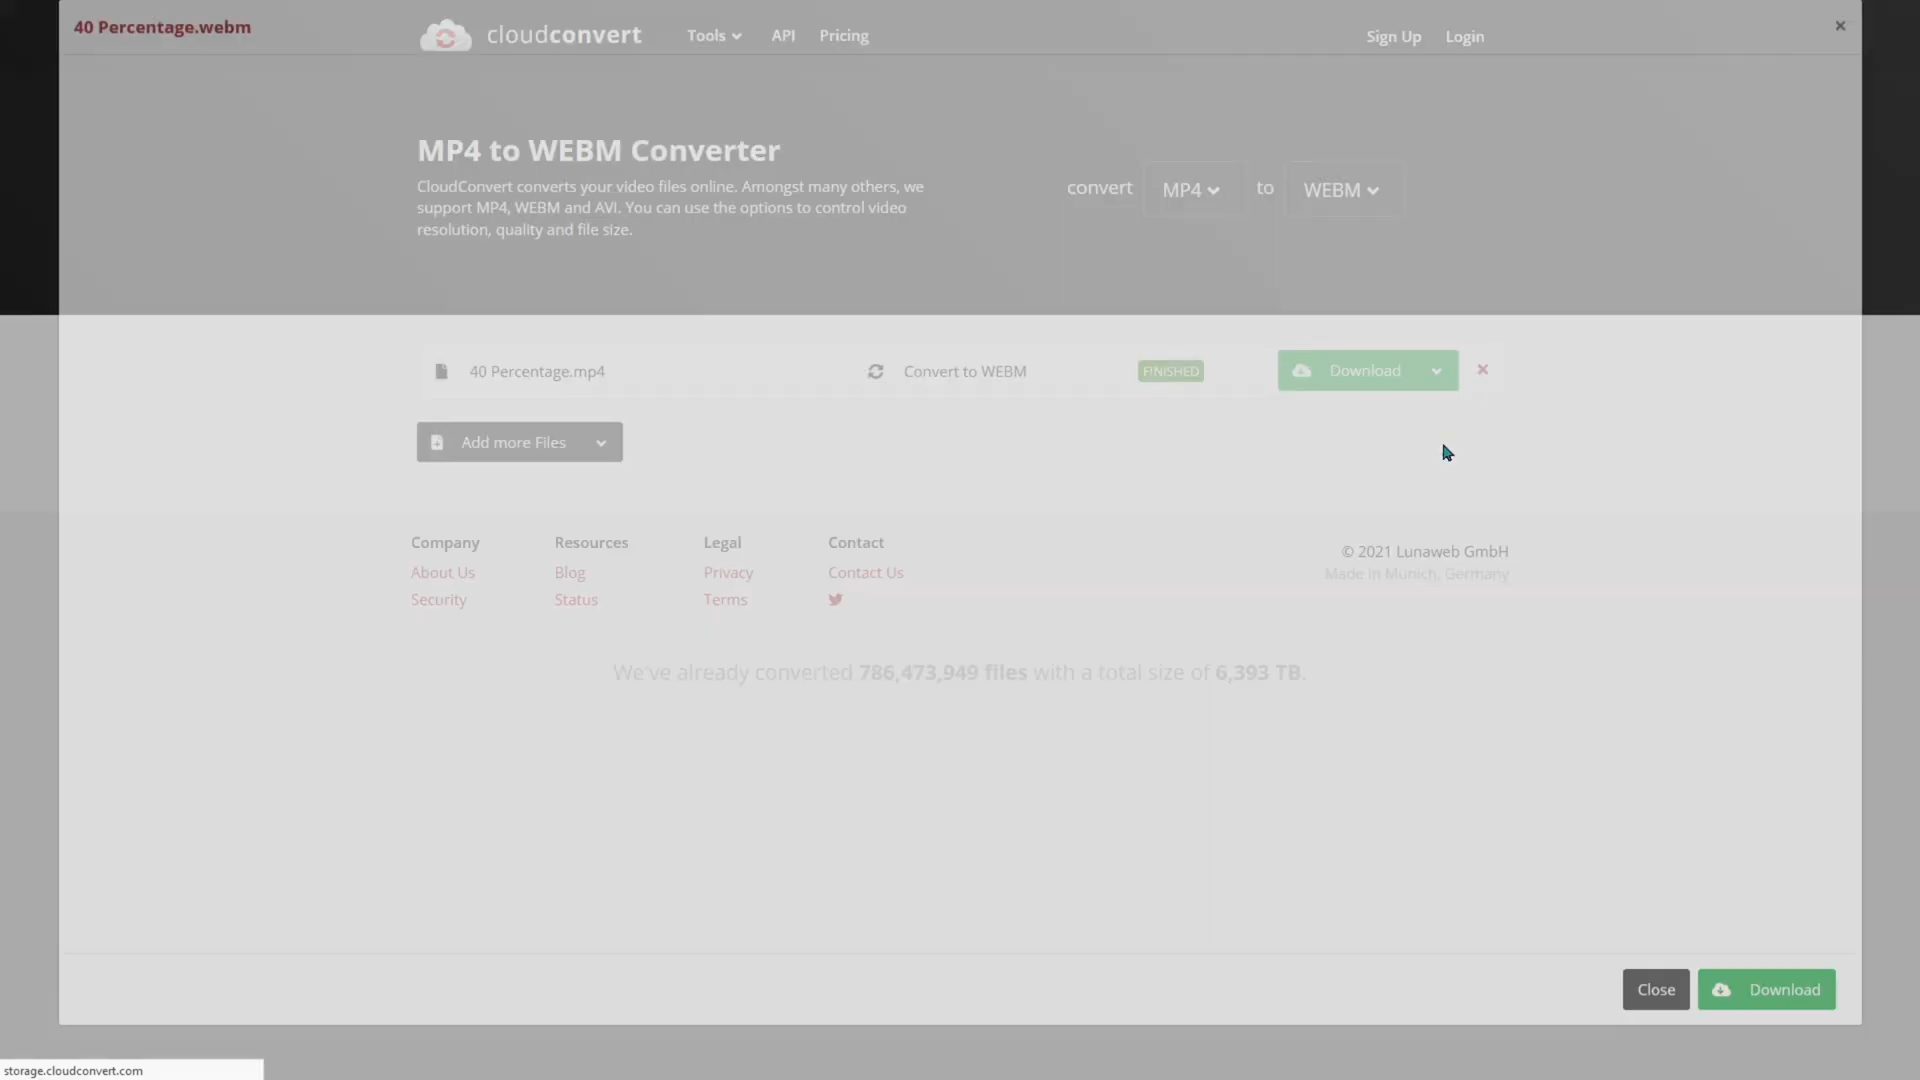 40 Percentage.webm
cloudconvert
Tools
API
Pricing
Sign Up
Login
×
MP4 to WEBM Converter
CloudConvert converts your video files online. Amongst many others, we
support MP4, WEBM and AVI. You can use the options to control video
resolution, quality and file size.
convert MP4 to WEBM
40 Percentage.mp4
Convert to WEBM
FINISHED
Download
Add more Files
Company
About Us
Security
Resources
Blog
Status
Legal
Privacy
Terms
Contact
Contact Us
© 2021 Lunaweb GmbH
Made in Munich, Germany
We've already converted 786,473,949 files with a total size of 6,393 TB.
Close
Download
storage.cloudconvert.com